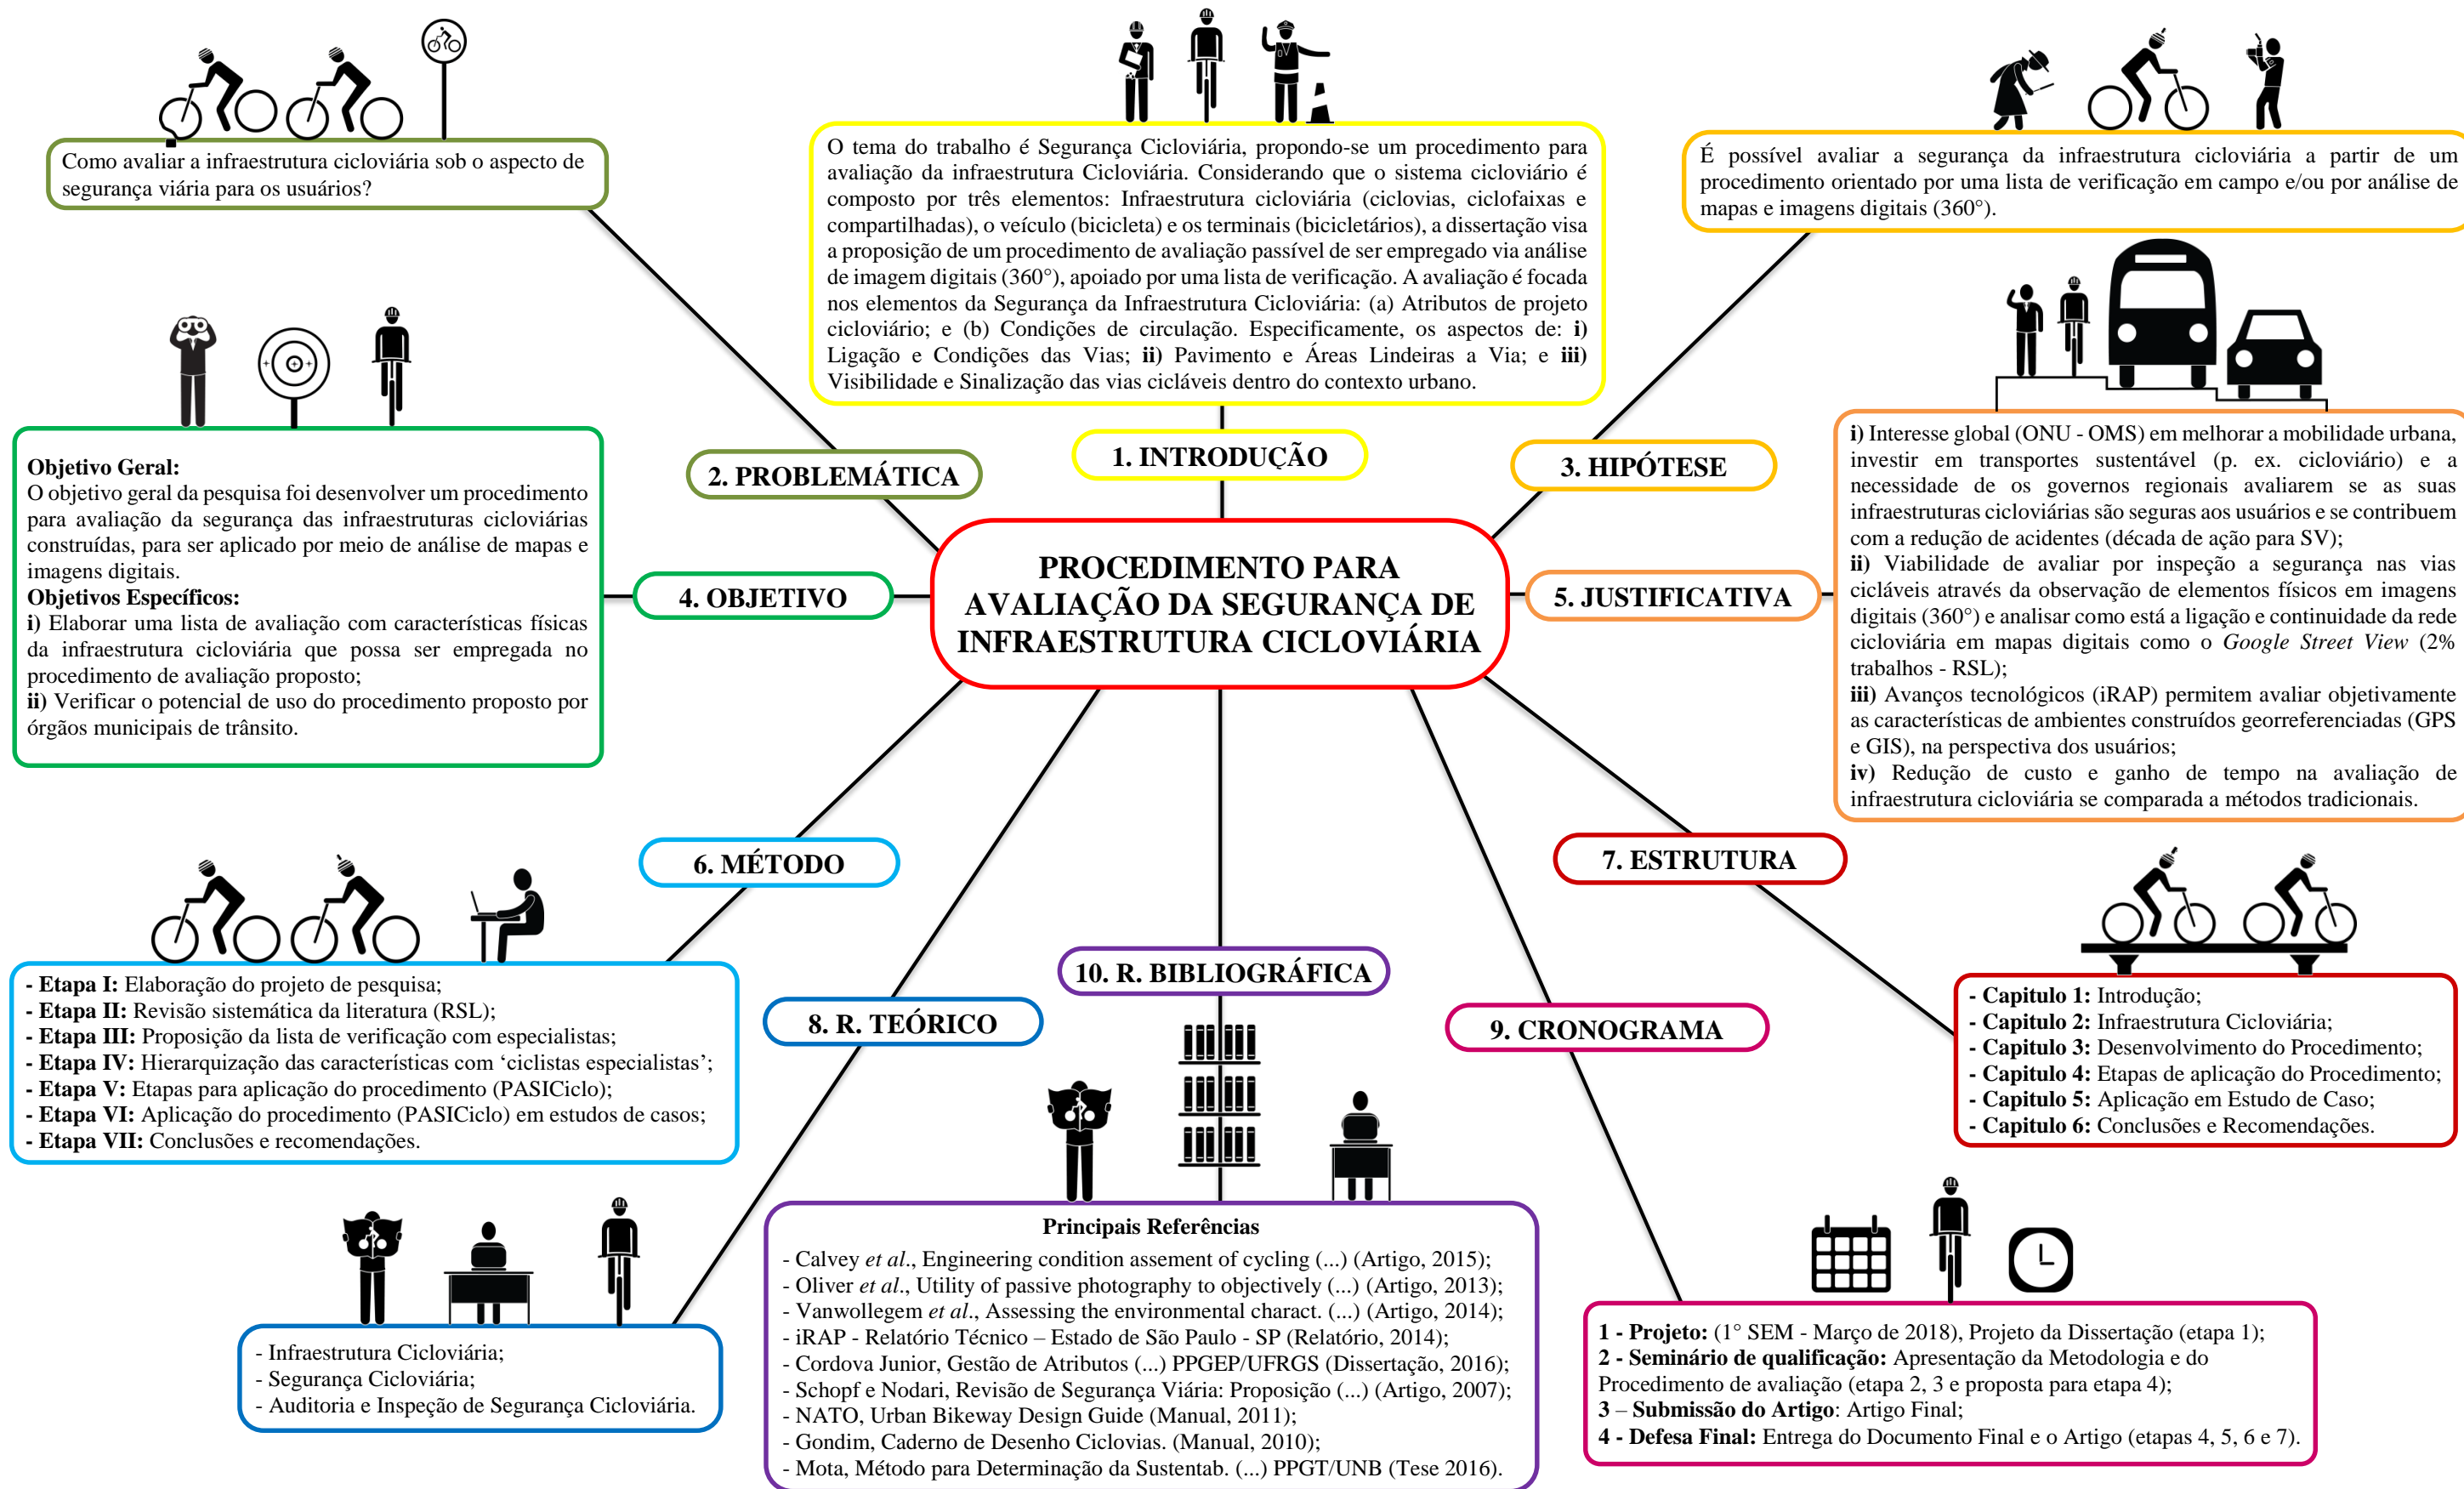 Como avaliar a infraestrutura cicloviária sob o aspecto de
segurança viária para os usuários?
O tema do trabalho é Segurança Cicloviária, propondo-se um procedimento para
avaliação da infraestrutura Cicloviária. Considerando que o sistema cicloviário é
composto por três elementos: Infraestrutura cicloviária (ciclovias, ciclofaixas e
compartilhadas), o veículo (bicicleta) e os terminais (bicicletários), a dissertação visa
a proposição de um procedimento de avaliação passível de ser empregado via análise
de imagem digitais (360°), apoiado por uma lista de verificação. A avaliação é focada
nos elementos da Segurança da Infraestrutura Cicloviária: (a) Atributos de projeto
cicloviário; e (b) Condições de circulação. Especificamente, os aspectos de: i)
Ligação e Condições das Vias; ii) Pavimento e Áreas Lindeiras a Via; e iii)
Visibilidade e Sinalização das vias cicláveis dentro do contexto urbano.
É possível avaliar a segurança da infraestrutura cicloviária a partir de um
procedimento orientado por uma lista de verificação em campo e/ou por análise de
mapas e imagens digitais (360°).
1. INTRODUÇÃO
2. PROBLEMÁTICA
3. HIPÓTESE
Objetivo Geral:
O objetivo geral da pesquisa foi desenvolver um procedimento
para avaliação da segurança das infraestruturas cicloviárias
construídas, para ser aplicado por meio de análise de mapas e
imagens digitais.
Objetivos Específicos:
i) Elaborar uma lista de avaliação com características físicas
da infraestrutura cicloviária que possa ser empregada no
procedimento de avaliação proposto;
ii) Verificar o potencial de uso do procedimento proposto por
órgãos municipais de trânsito.
4. OBJETIVO
PROCEDIMENTO PARA
AVALIAÇÃO DA SEGURANÇA DE
INFRAESTRUTURA CICLOVIÁRIA
5. JUSTIFICATIVA
i) Interesse global (ONU - OMS) em melhorar a mobilidade urbana,
investir em transportes sustentável (p. ex. cicloviário) e a
necessidade de os governos regionais avaliarem se as suas
infraestruturas cicloviárias são seguras aos usuários e se contribuem
com a redução de acidentes (década de ação para SV);
ii) Viabilidade de avaliar por inspeção a segurança nas vias
cicláveis através da observação de elementos físicos em imagens
digitais (360°) e analisar como está a ligação e continuidade da rede
cicloviária em mapas digitais como o Google Street View (2%
trabalhos - RSL);
iii) Avanços tecnológicos (iRAP) permitem avaliar objetivamente
as características de ambientes construídos georreferenciadas (GPS
e GIS), na perspectiva dos usuários;
iv) Redução de custo e ganho de tempo na avaliação de
infraestrutura cicloviária se comparada a métodos tradicionais.
6. MÉTODO
7. ESTRUTURA
- Etapa I: Elaboração do projeto de pesquisa;
- Etapa II: Revisão sistemática da literatura (RSL);
- Etapa III: Proposição da lista de verificação com especialistas;
- Etapa IV: Hierarquização das características com ‘ciclistas especialistas’;
- Etapa V: Etapas para aplicação do procedimento (PASICiclo);
- Etapa VI: Aplicação do procedimento (PASICiclo) em estudos de casos;
- Etapa VII: Conclusões e recomendações.
10. R. BIBLIOGRÁFICA
8. R. TEÓRICO
9. CRONOGRAMA
- Capitulo 1: Introdução;
- Capitulo 2: Infraestrutura Cicloviária;
- Capitulo 3: Desenvolvimento do Procedimento;
- Capitulo 4: Etapas de aplicação do Procedimento;
- Capitulo 5: Aplicação em Estudo de Caso;
- Capitulo 6: Conclusões e Recomendações.
- Infraestrutura Cicloviária;
- Segurança Cicloviária;
- Auditoria e Inspeção de Segurança Cicloviária.
Principais Referências
- Calvey et al., Engineering condition assement of cycling (...) (Artigo, 2015);
- Oliver et al., Utility of passive photography to objectively (...) (Artigo, 2013);
- Vanwollegem et al., Assessing the environmental charact. (...) (Artigo, 2014);
- iRAP - Relatório Técnico – Estado de São Paulo - SP (Relatório, 2014);
- Cordova Junior, Gestão de Atributos (...) PPGEP/UFRGS (Dissertação, 2016);
- Schopf e Nodari, Revisão de Segurança Viária: Proposição (...) (Artigo, 2007);
- NATO, Urban Bikeway Design Guide (Manual, 2011);
- Gondim, Caderno de Desenho Ciclovias. (Manual, 2010);
- Mota, Método para Determinação da Sustentab. (...) PPGT/UNB (Tese 2016).
1 - Projeto: (1° SEM - Março de 2018), Projeto da Dissertação (etapa 1);
2 - Seminário de qualificação: Apresentação da Metodologia e do
Procedimento de avaliação (etapa 2, 3 e proposta para etapa 4);
3 – Submissão do Artigo: Artigo Final;
4 - Defesa Final: Entrega do Documento Final e o Artigo (etapas 4, 5, 6 e 7).